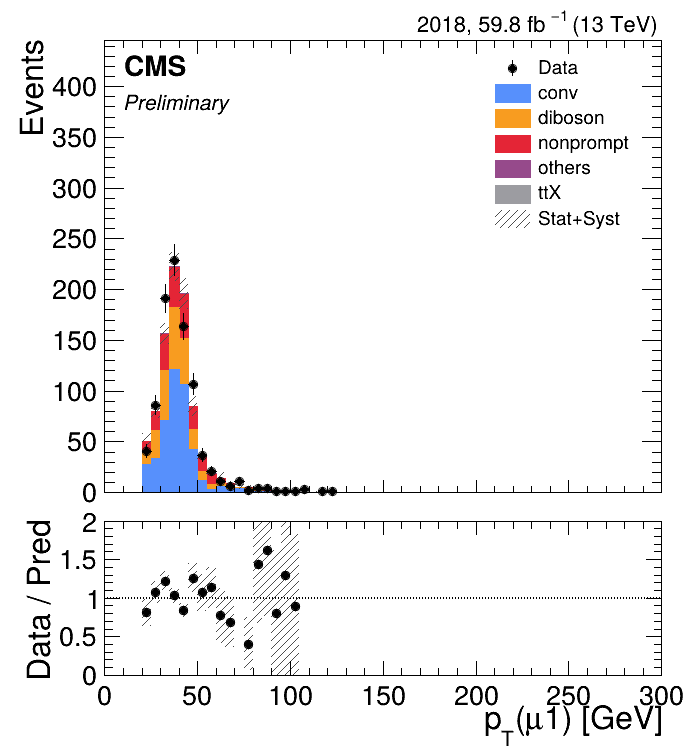 2018, 59.8 fb⁻¹ (13 TeV)
CMS
Preliminary
Events
400
350
300
250
200
150
100
50
0
Data
conv
diboson
nonprompt
others
ttX
Stat+Syst
Data / Pred
2
1.5
1
0.5
0
0 50 100 150 200 250 300
p_T(μ1) [GeV]